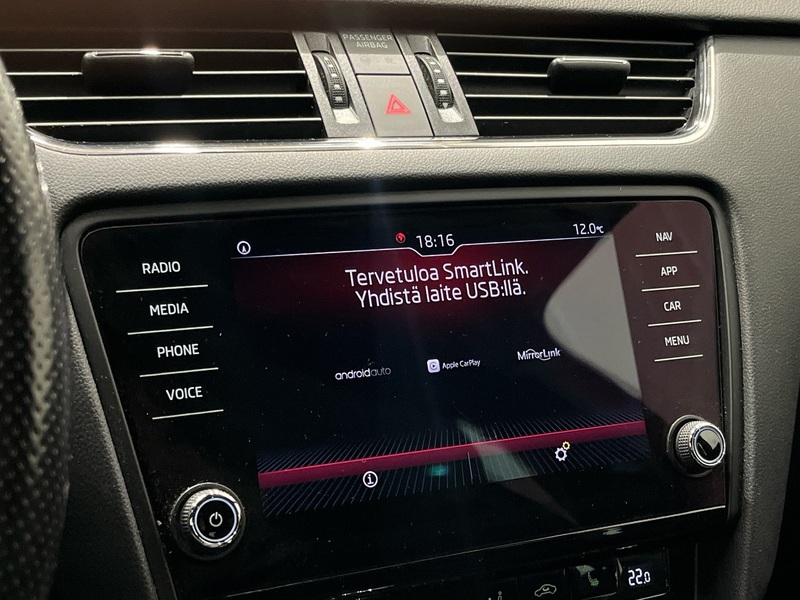 PASSENGER
AIRBAG
18:16
12.0°C
Tervetuloa SmartLink.
Yhdistä laite USB:llä.
androidauto
Apple CarPlay
MirrorLink
RADIO
MEDIA
PHONE
VOICE
NAV
APP
CAR
MENU
22.0